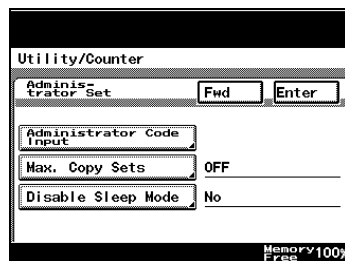 Utility/Counter
Adminis-
trator Set
Fwd
Enter
Administrator Code
Input
Max. Copy Sets
OFF
Disable Sleep Mode
No
Memory 100%
Free